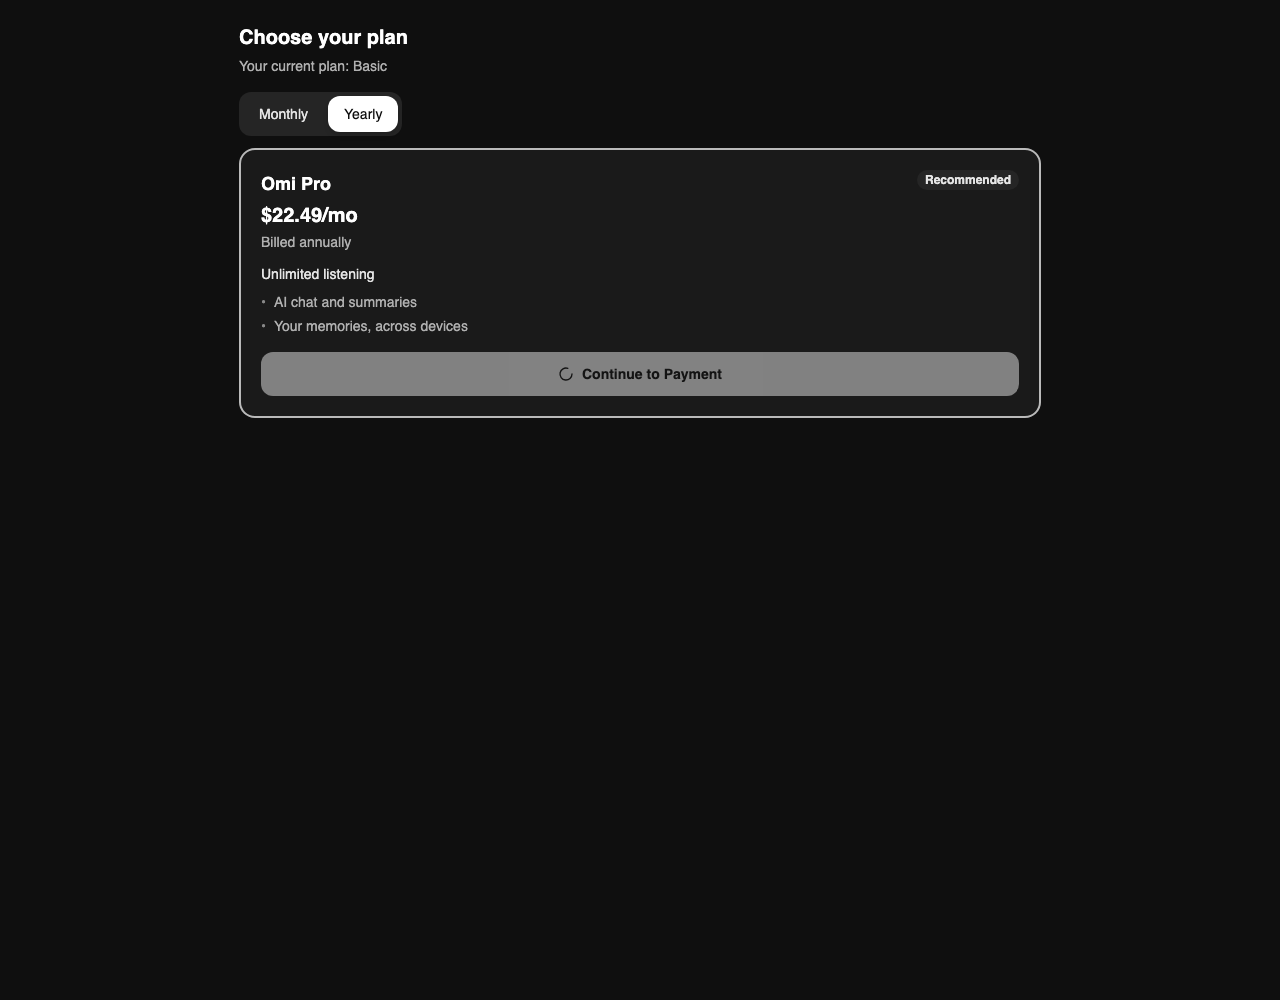 Choose your plan
Your current plan: Basic
Monthly
Yearly
Omi Pro
Recommended
$22.49/mo
Billed annually
Unlimited listening
• AI chat and summaries
• Your memories, across devices
Continue to Payment